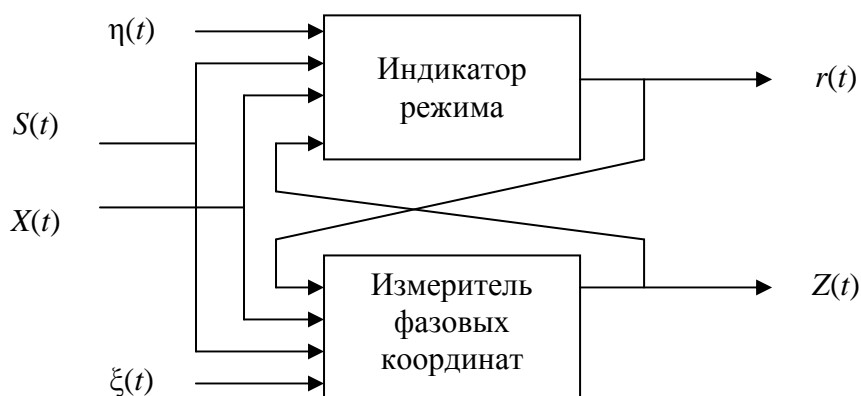 η(t)
Индикатор
режима
r(t)
S(t)
X(t)
Измеритель
фазовых
координат
Z(t)
ξ(t)